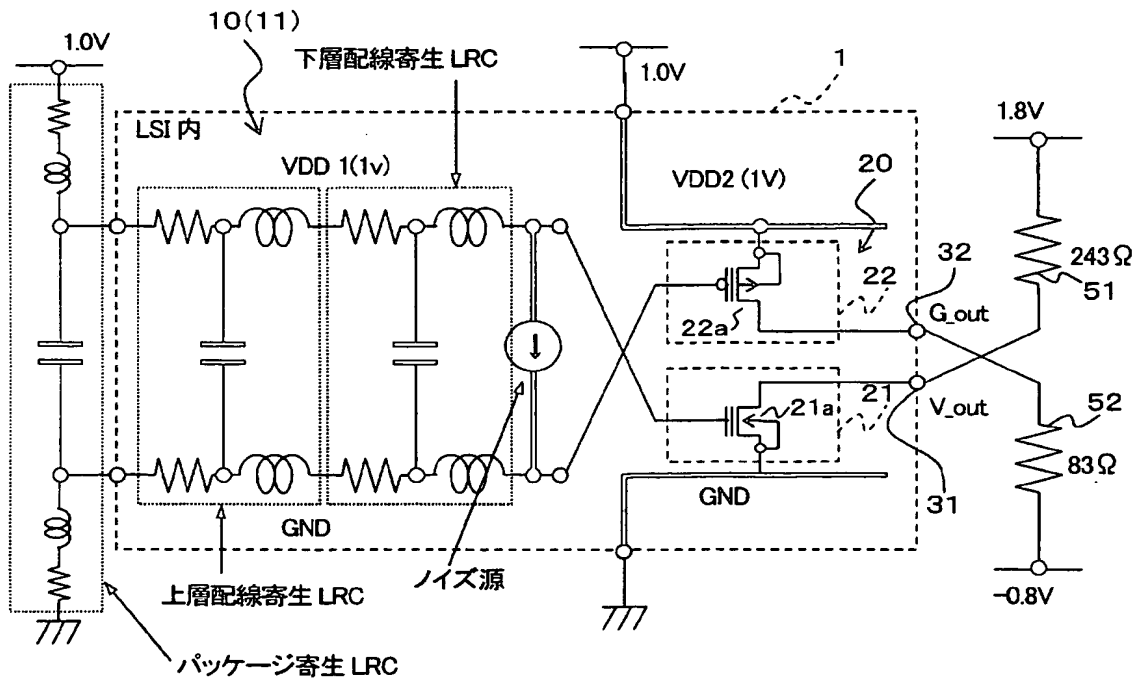 10(11)
1.0V
下層配線寄生 LRC
1.0V
1
1.8V
LSI 内
VDD 1(1v)
VDD2 (1V)
20
32
243Ω
51
22
G_out
22a
21
21a
V_out
52
83Ω
31
GND
GND
ノイズ源
上層配線寄生 LRC
-0.8V
パッケージ寄生 LRC